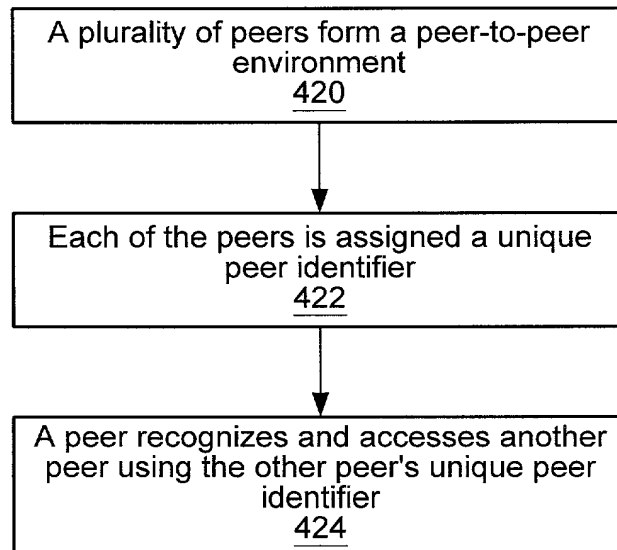 A plurality of peers form a peer-to-peer
environment
420
Each of the peers is assigned a unique
peer identifier
422
A peer recognizes and accesses another
peer using the other peer's unique peer
identifier
424